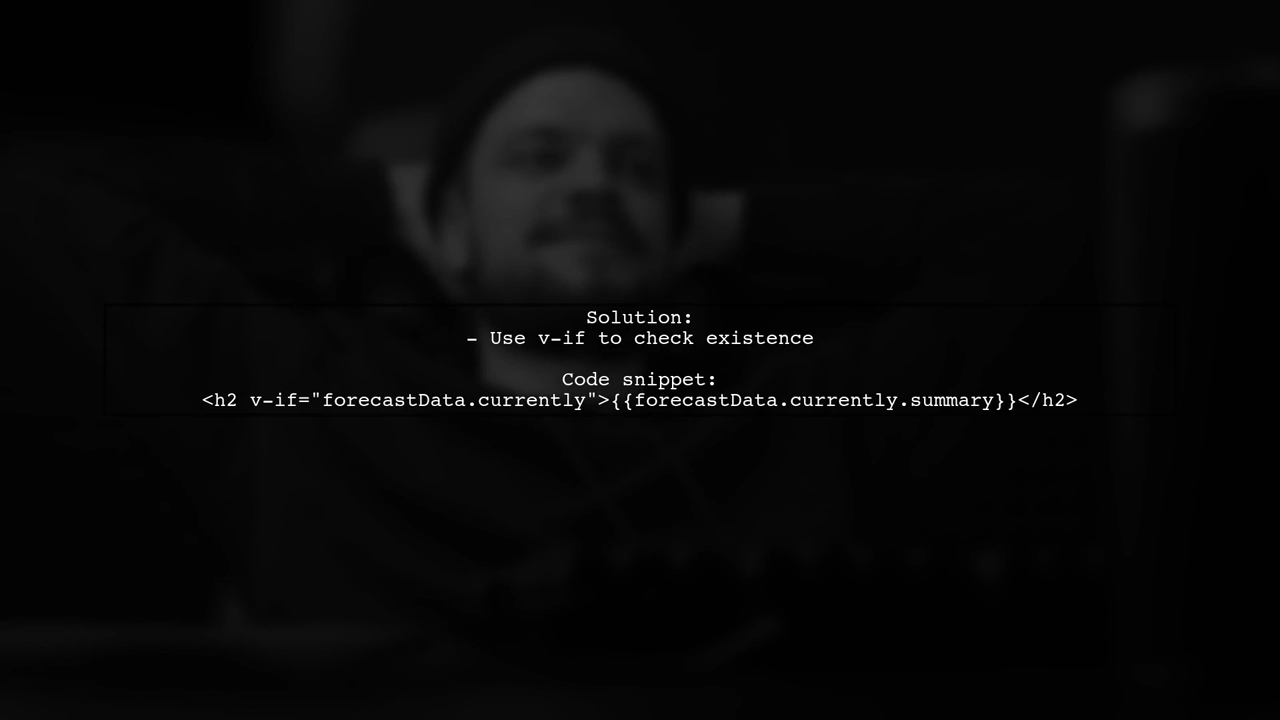 Solution:
- Use v-if to check existence
Code snippet:
<h2 v-if="forecastData.currently">{{forecastData.currently.summary}}</h2>